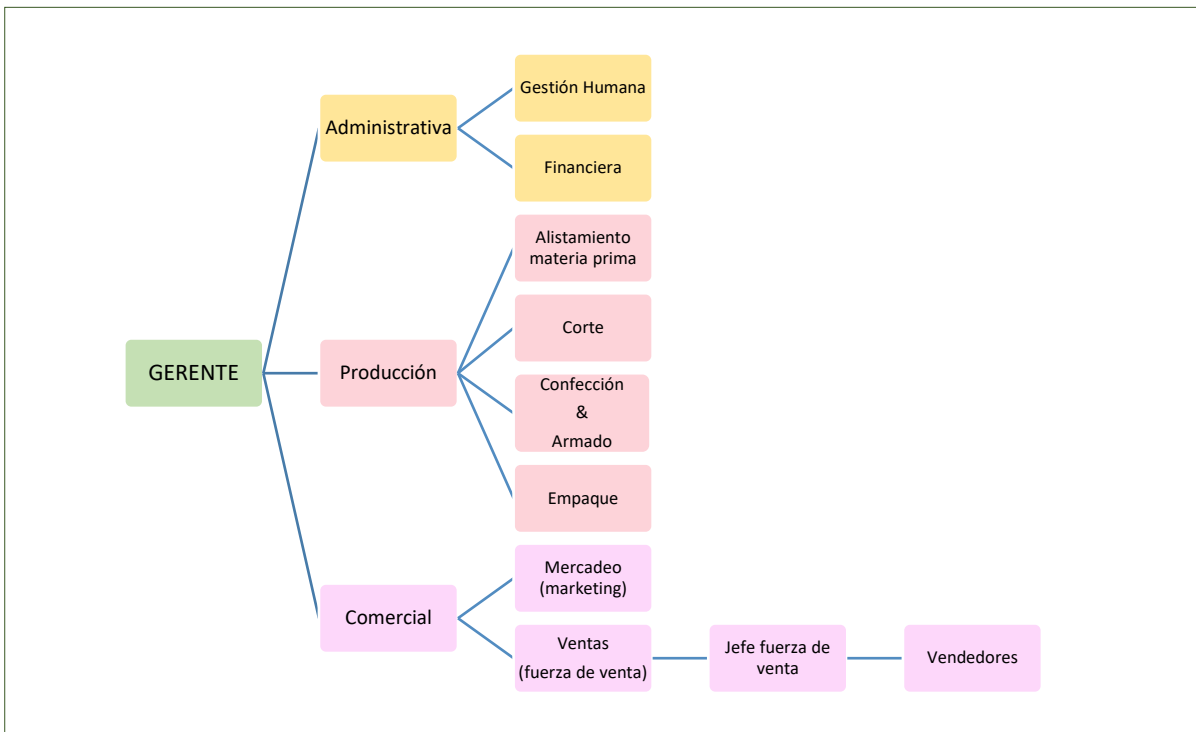 GERENTE
Administrativa
Gestión Humana
Financiera
Producción
Alistamiento
materia prima
Corte
Confección
&
Armado
Empaque
Comercial
Mercadeo
(marketing)
Ventas
(fuerza de venta)
Jefe fuerza de
venta
Vendedores